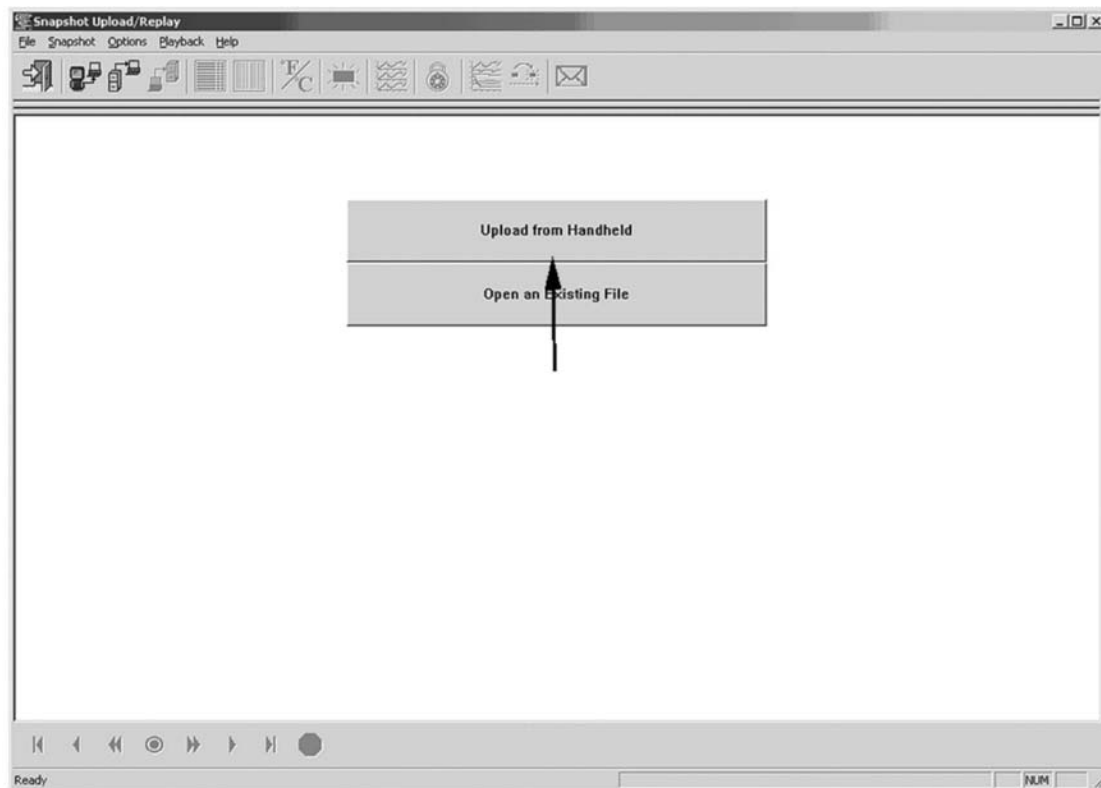 Snapshot Upload/Replay
File Snapshot Options Playback Help
°F/C
Upload from Handheld
Open an Existing File
Ready NUM